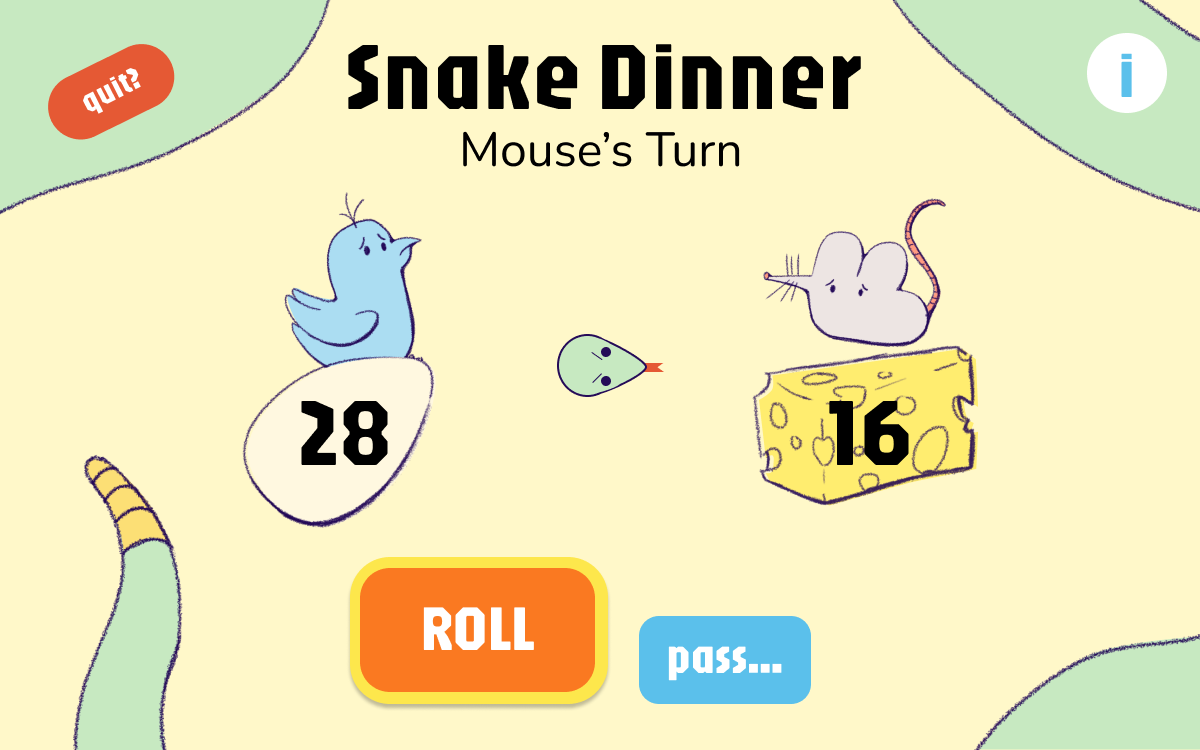 quit?
Snake Dinner
i
Mouse’s Turn
28
16
ROLL
pass...